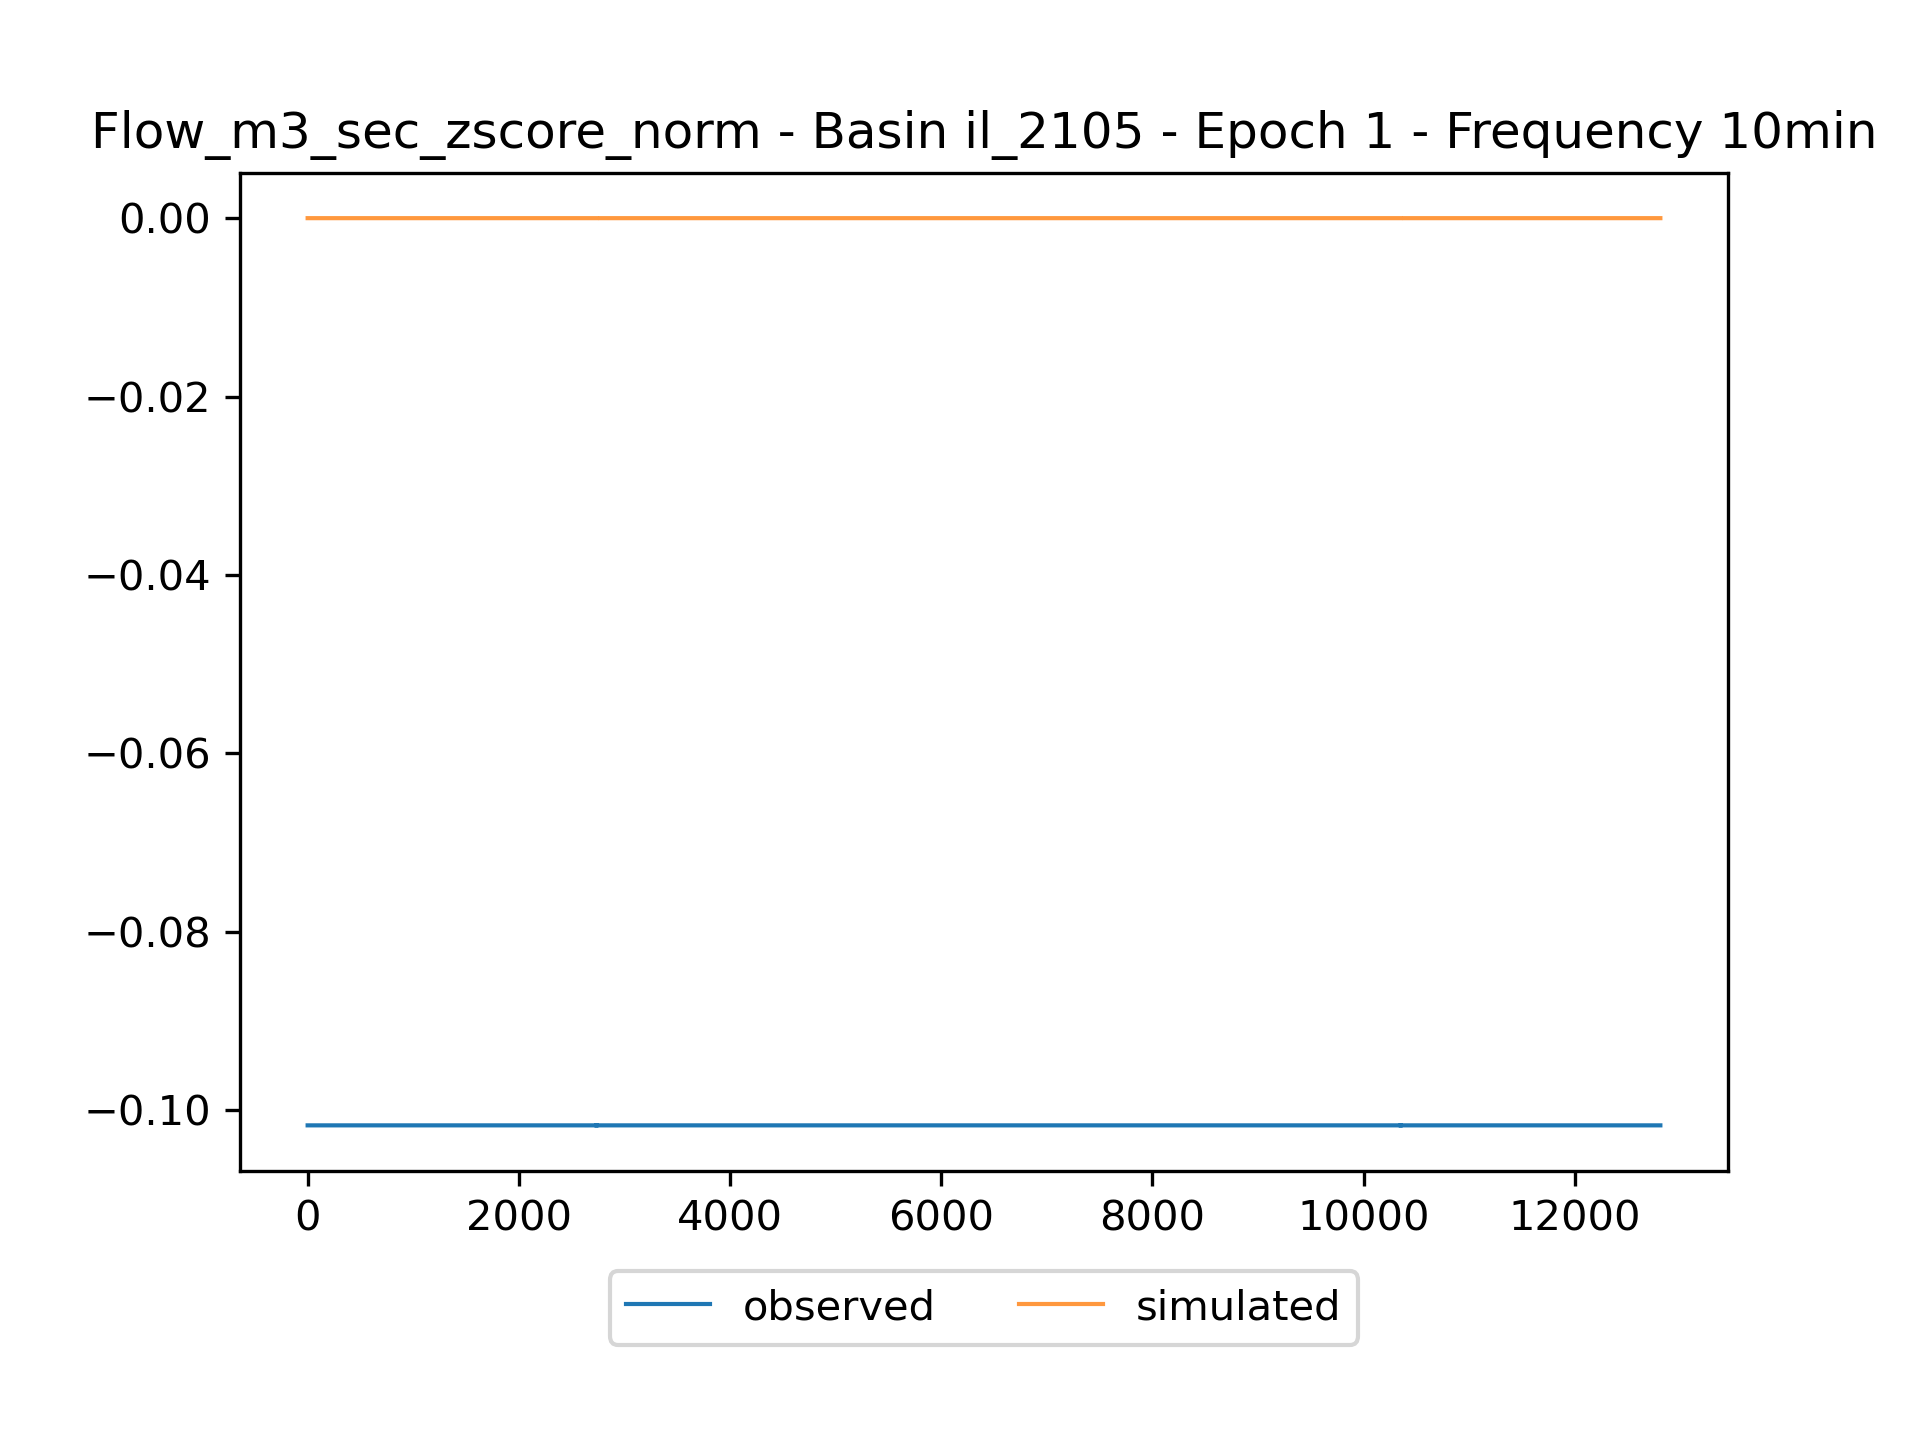 Flow_m3_sec_zscore_norm - Basin il_2105 - Epoch 1 - Frequency 10min
0.00
−0.02
−0.04
−0.06
−0.08
−0.10
0 2000 4000 6000 8000 10000 12000
observed simulated